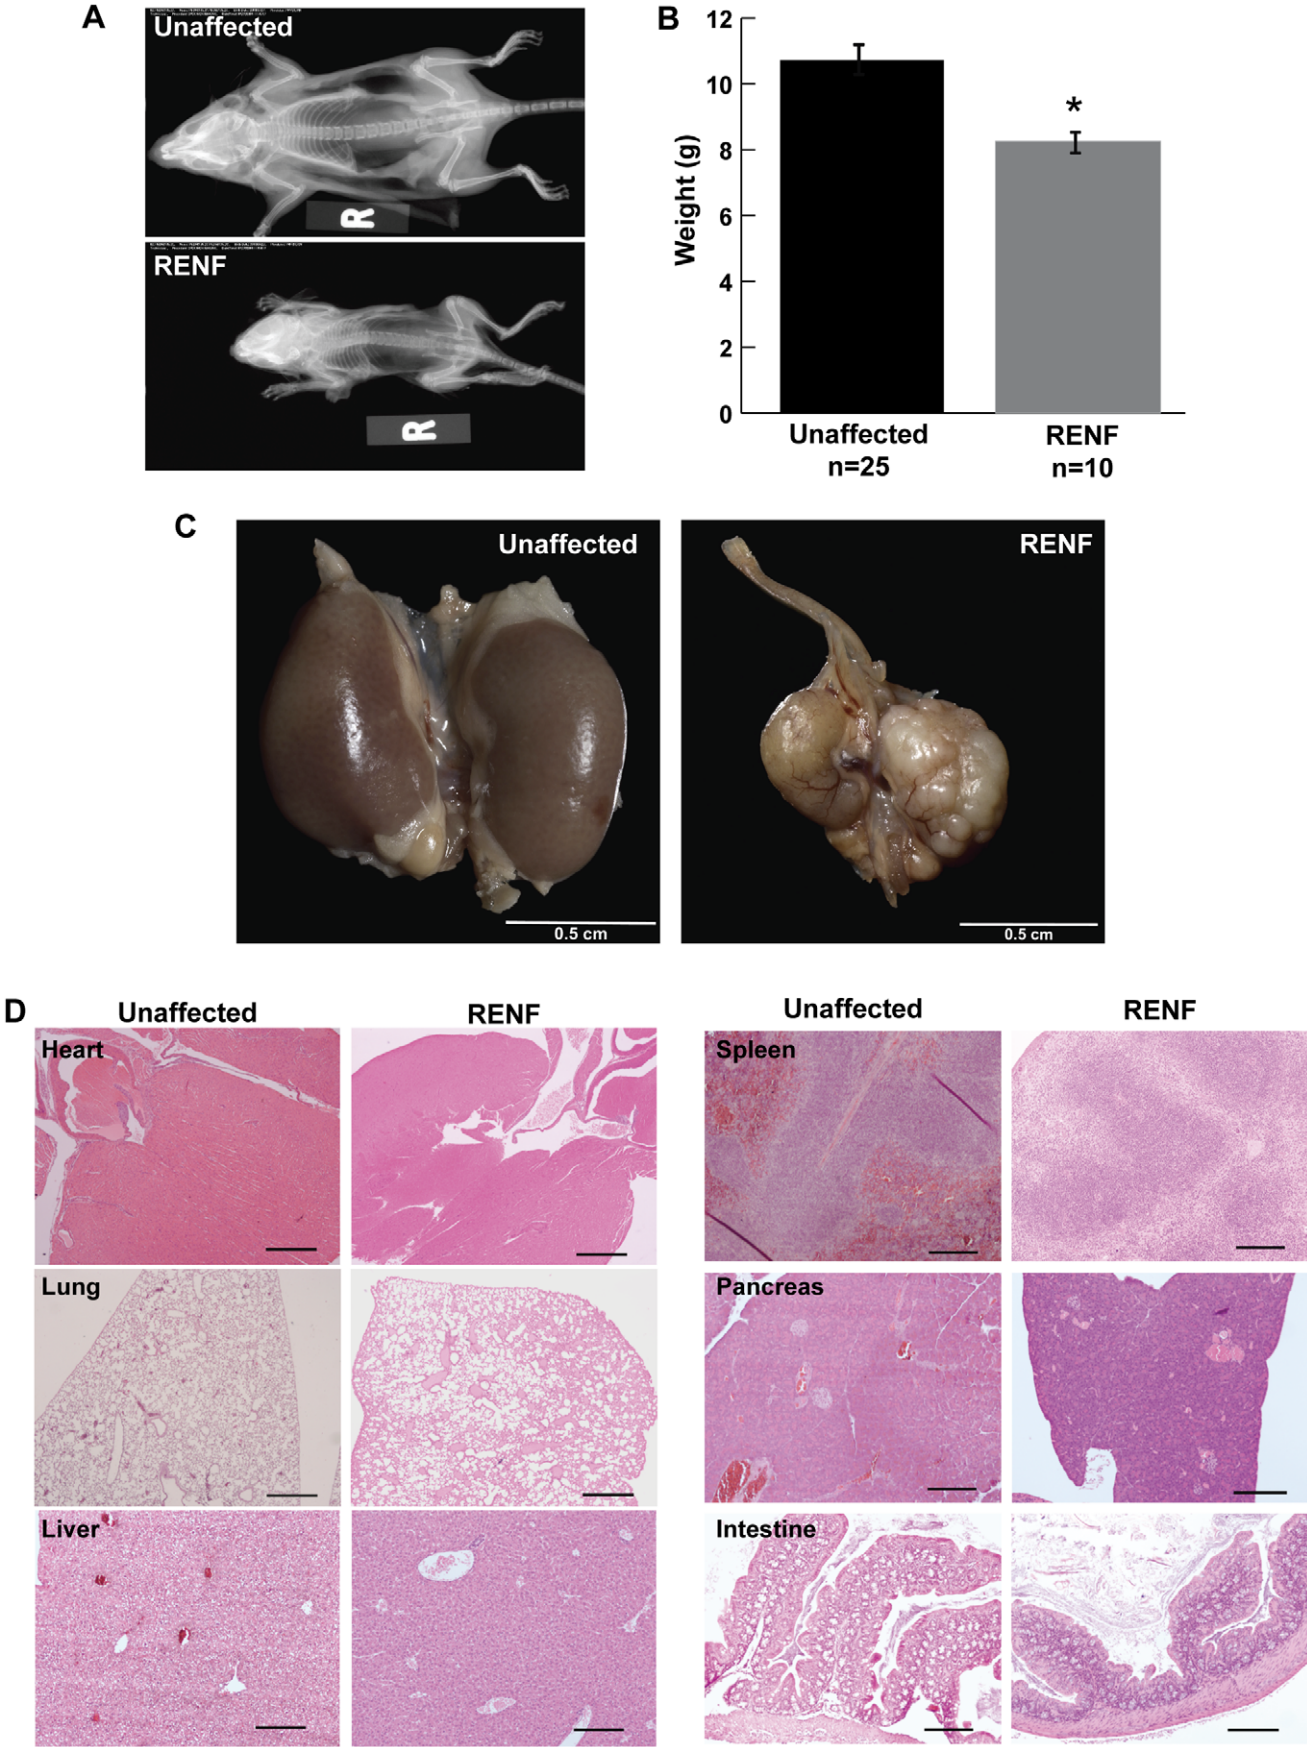 A
Unaffected
R
RENF
R
B
12
10
8
6
4
2
0
Weight (g)
*
Unaffected
n=25
RENF
n=10
C
Unaffected
0.5 cm
RENF
0.5 cm
D
Unaffected
RENF
Unaffected
RENF
Heart
Spleen
Lung
Pancreas
Liver
Intestine